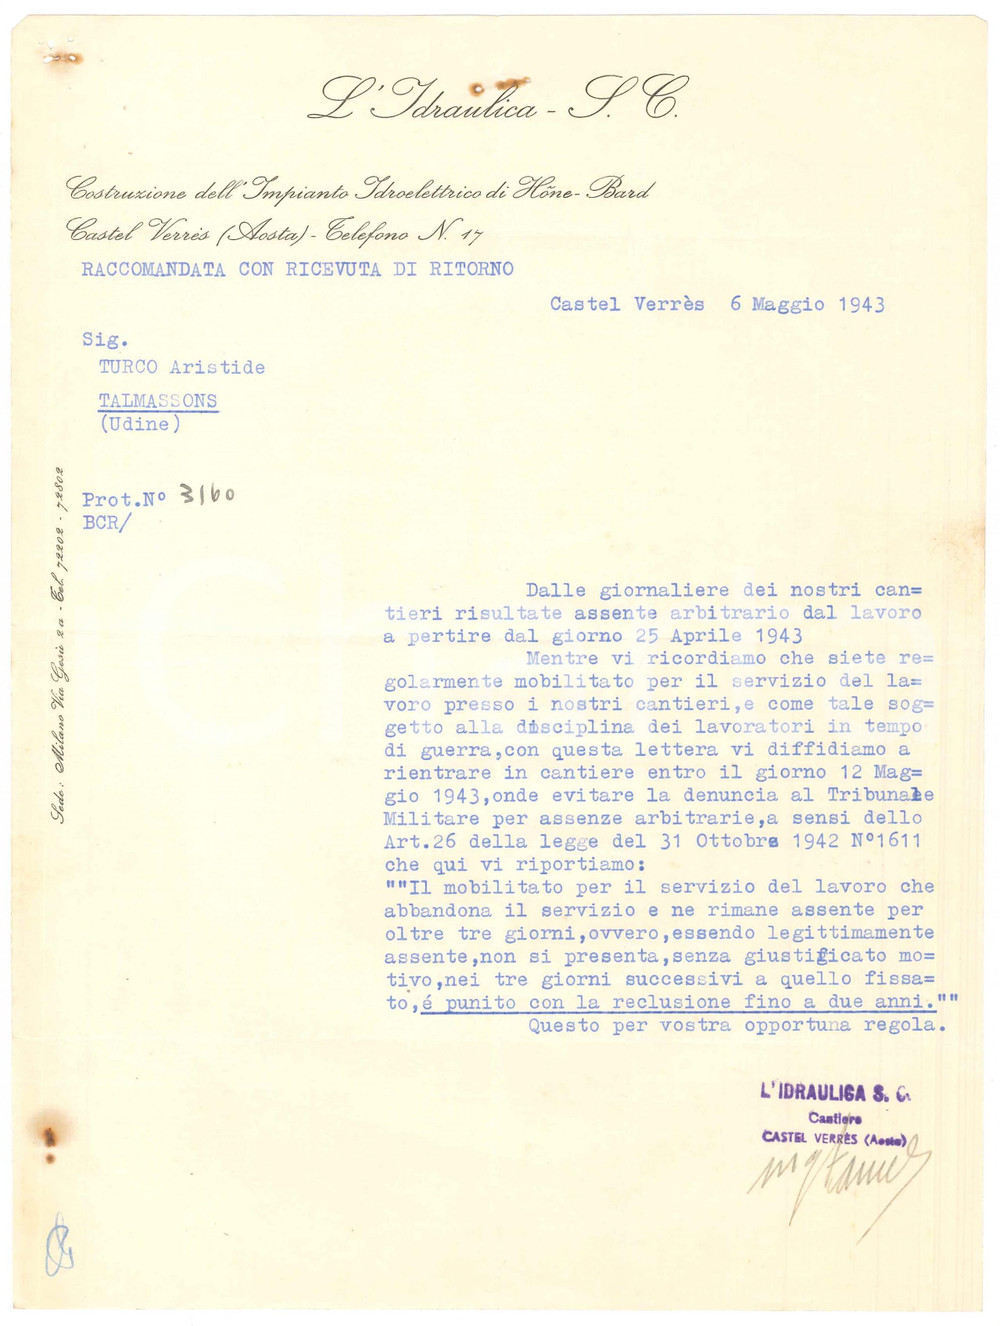 L'Idraulica - S. C.
Costruzione dell'Impianto Idroelettrico di Hône-Bard
Castel Verrès (Aosta) - Telefono N. 17
RACCOMANDATA CON RICEVUTA DI RITORNO
Castel Verrès 6 Maggio 1943
Sig.
TURCO Aristide
TALMASSONS
(Udine)
Prot.N° 3160
BCR/
Sede: Milano Via Gesù 2a - Tel. 72202 - 72802
Dalle giornaliere dei nostri can=
tieri risultate assente arbitrario dal lavoro
a pertire dal giorno 25 Aprile 1943
Mentre vi ricordiamo che siete re=
golarmente mobilitato per il servizio del la=
voro presso i nostri cantieri,e come tale sog=
getto alla disciplina dei lavoratori in tempo
di guerra,con questa lettera vi diffidiamo a
rientrare in cantiere entro il giorno 12 Mag=
gio 1943,onde evitare la denuncia al Tribunale
Militare per assenze arbitrarie,a sensi dello
Art.26 della legge del 31 Ottobre 1942 N°1611
che qui vi riportiamo:
""Il mobilitato per il servizio del lavoro che
abbandona il servizio e ne rimane assente per
oltre tre giorni,ovvero,essendo legittimamente
assente,non si presenta,senza giustificato mo=
tivo,nei tre giorni successivi a quello fissa=
to,é punito con la reclusione fino a due anni.""
Questo per vostra opportuna regola.
L'IDRAULICA S. C.
Cantiere
CASTEL VERRÈS (Aosta)